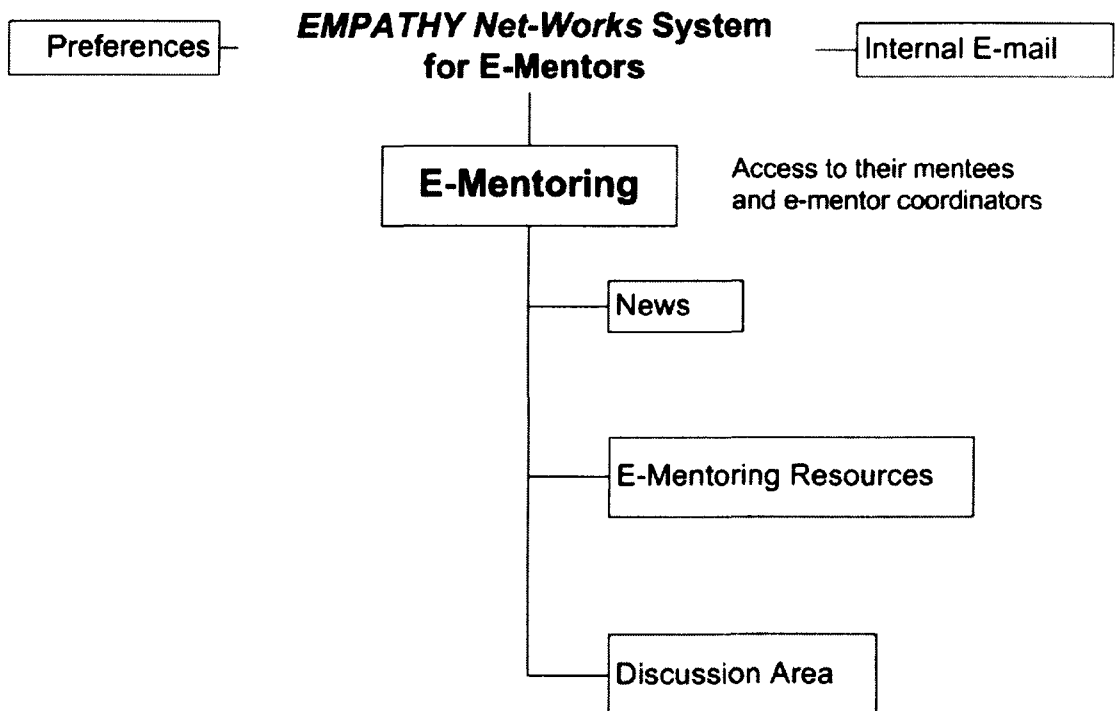 Preferences
EMPATHY Net-Works System
for E-Mentors
Internal E-mail
E-Mentoring
Access to their mentees
and e-mentor coordinators
News
E-Mentoring Resources
Discussion Area